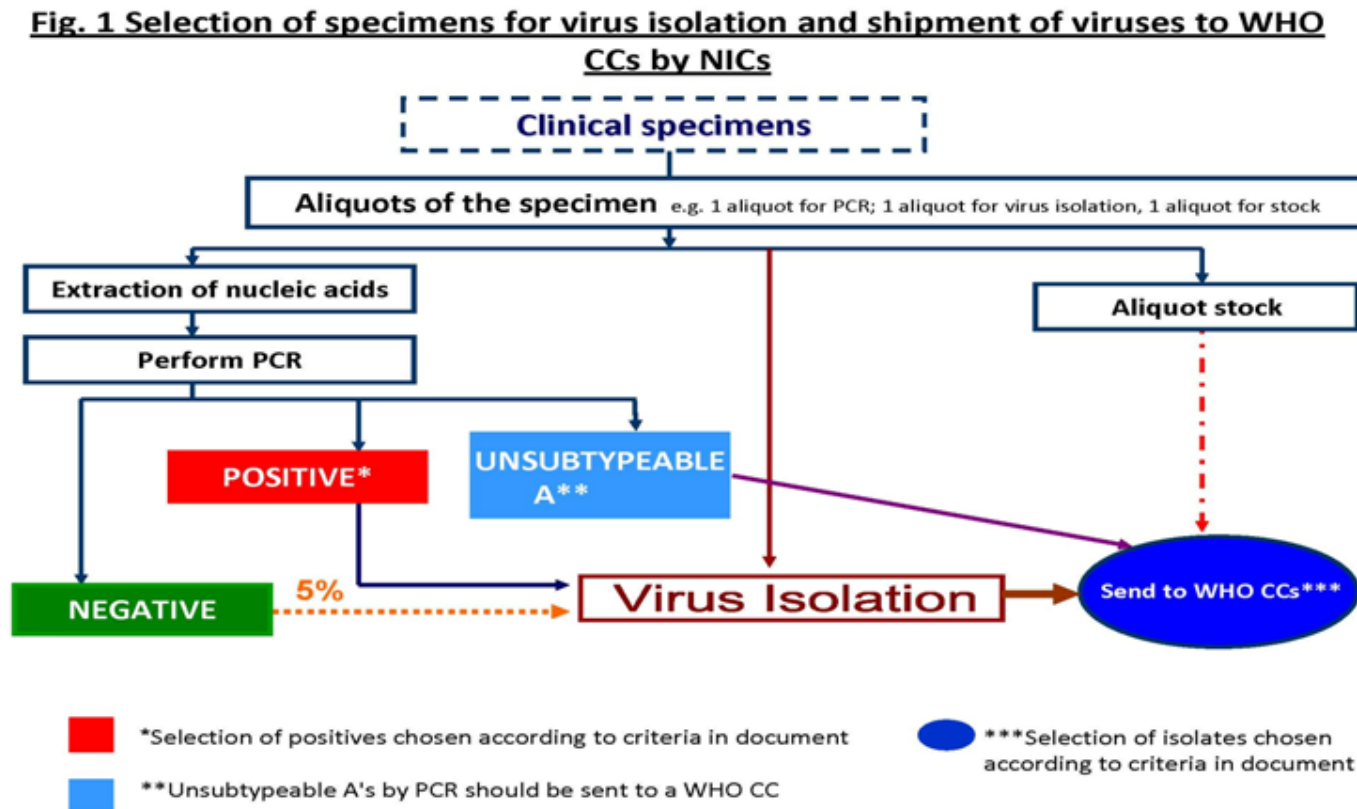 Fig. 1 Selection of specimens for virus isolation and shipment of viruses to WHO
CCs by NICs
Clinical specimens
Aliquots of the specimen e.g. 1 aliquot for PCR; 1 aliquot for virus isolation, 1 aliquot for stock
Extraction of nucleic acids
Aliquot stock
Perform PCR
POSITIVE*
UNSUBTYPEABLE
A**
NEGATIVE
5%
Virus Isolation
Send to WHO CCs***
*Selection of positives chosen according to criteria in document
**Unsubtypeable A's by PCR should be sent to a WHO CC
***Selection of isolates chosen
according to criteria in document